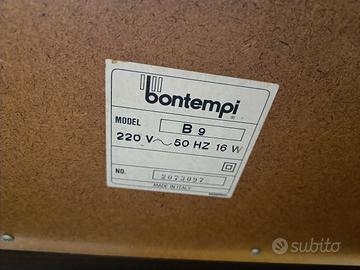 bontempi
MODEL B 9
220 V~50 HZ 16 W
NO. 2073097
MADE IN ITALY
subito